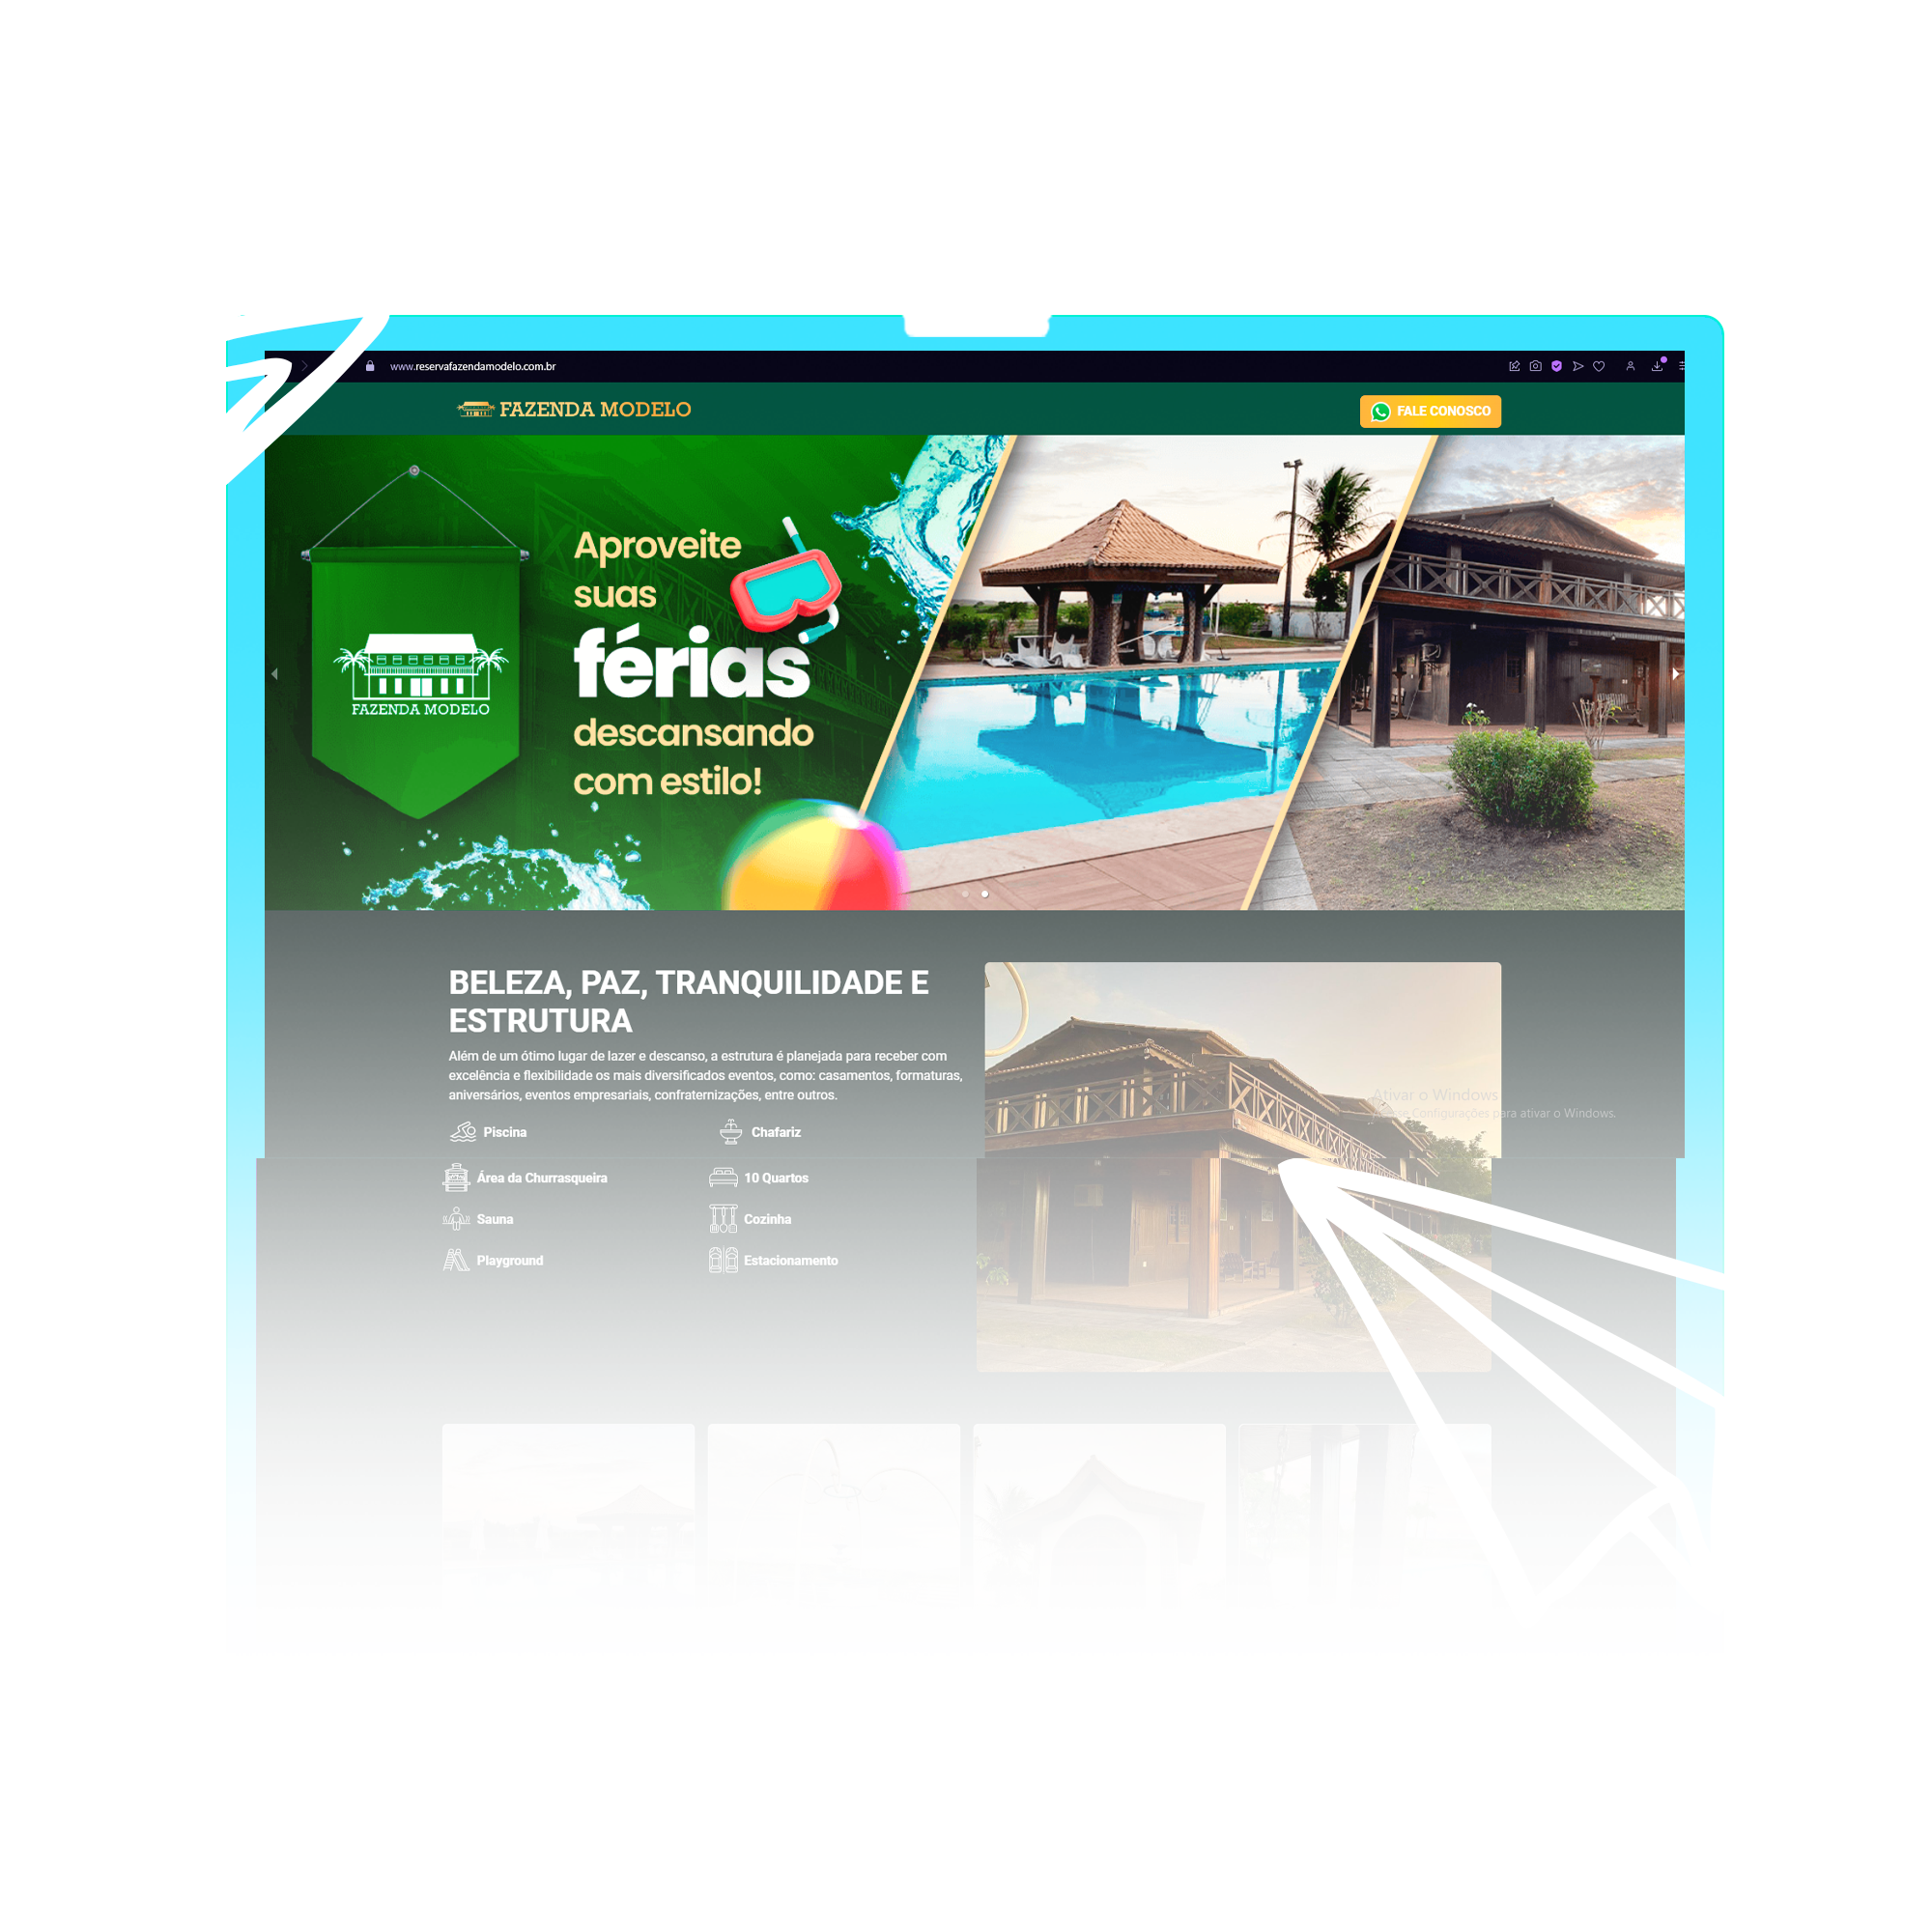 www.reservafazendamodelo.com.br
FAZENDA MODELO
FALE CONOSCO
Aproveite
suas
férias
descansando
com estilo!
FAZENDA MODELO
BELEZA, PAZ, TRANQUILIDADE E
ESTRUTURA
Além de um ótimo lugar de lazer e descanso, a estrutura é planejada para receber com
excelência e flexibilidade os mais diversificados eventos, como: casamentos, formaturas,
aniversários, eventos empresariais, confraternizações, entre outros.
Piscina
Chafariz
Área da Churrasqueira
10 Quartos
Sauna
Cozinha
Playground
Estacionamento
Ativar o Windows
Configurações para ativar o Windows.